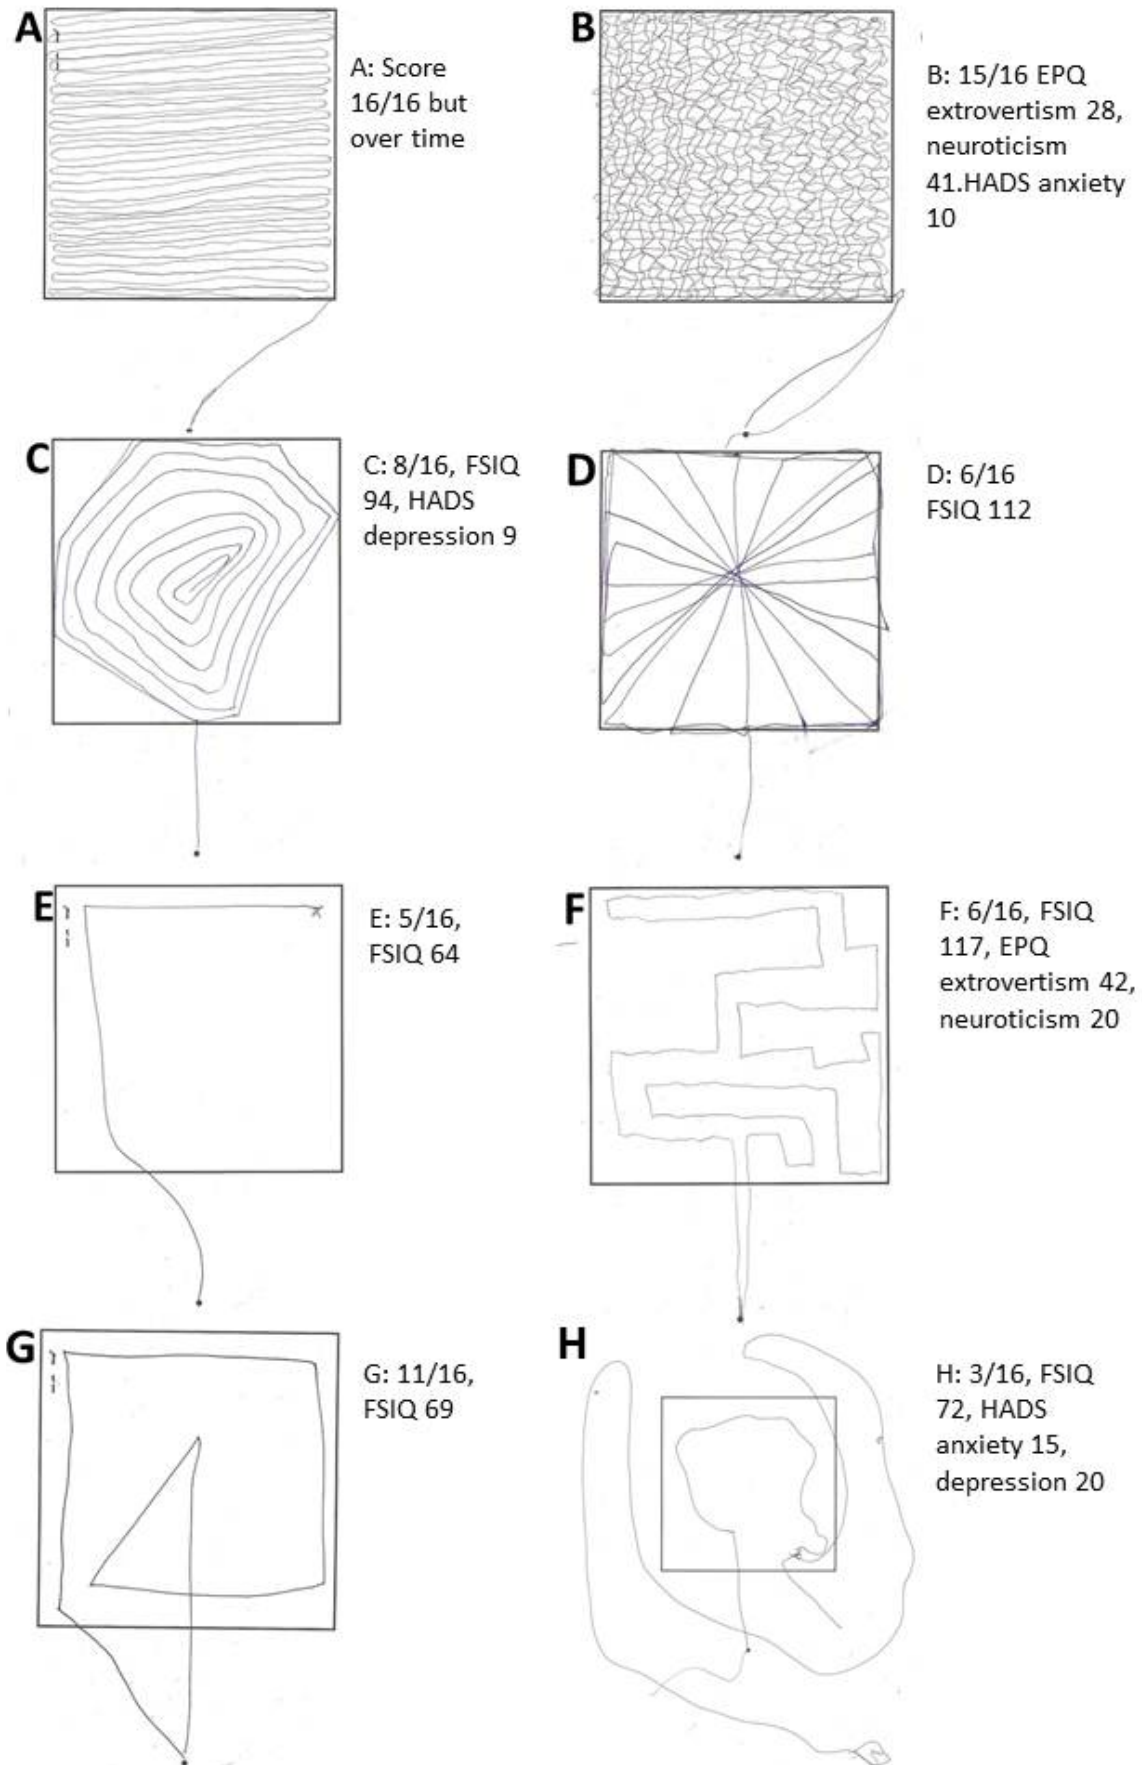 A
A: Score
16/16 but
over time
B
B: 15/16 EPQ
extrovertism 28,
neuroticism
41.HADS anxiety
10
C
C: 8/16, FSIQ
94, HADS
depression 9
D
D: 6/16
FSIQ 112
E
E: 5/16,
FSIQ 64
F
F: 6/16, FSIQ
117, EPQ
extrovertism 42,
neuroticism 20
G
G: 11/16,
FSIQ 69
H
H: 3/16, FSIQ
72, HADS
anxiety 15,
depression 20